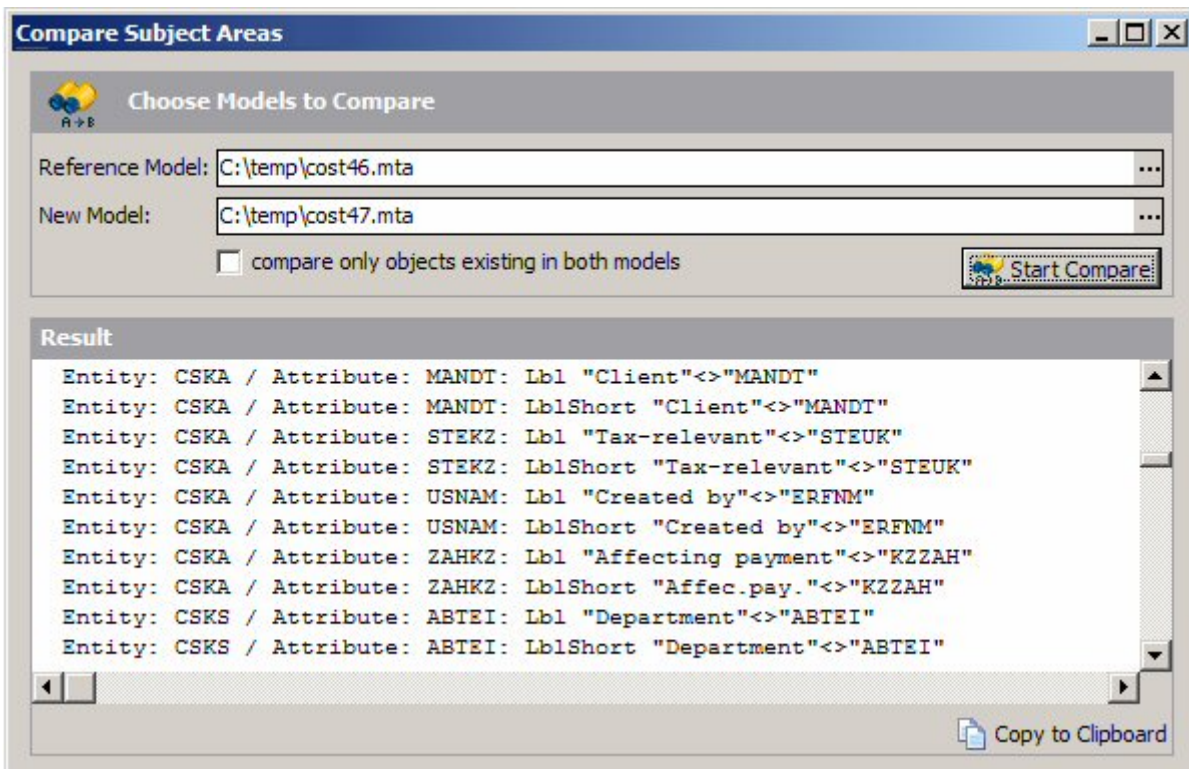 Compare Subject Areas
Choose Models to Compare
A→B
Reference Model: C:\temp\cost46.mta ...
New Model: C:\temp\cost47.mta ...
compare only objects existing in both models
Start Compare
Result
Entity: CSKA / Attribute: MANDT: Lbl "Client"<>"MANDT"
Entity: CSKA / Attribute: MANDT: LblShort "Client"<>"MANDT"
Entity: CSKA / Attribute: STEKZ: Lbl "Tax-relevant"<>"STEUK"
Entity: CSKA / Attribute: STEKZ: LblShort "Tax-relevant"<>"STEUK"
Entity: CSKA / Attribute: USNAM: Lbl "Created by"<>"ERFNM"
Entity: CSKA / Attribute: USNAM: LblShort "Created by"<>"ERFNM"
Entity: CSKA / Attribute: ZAHKZ: Lbl "Affecting payment"<>"KZZAH"
Entity: CSKA / Attribute: ZAHKZ: LblShort "Affec.pay."<>"KZZAH"
Entity: CSKS / Attribute: ABTEI: Lbl "Department"<>"ABTEI"
Entity: CSKS / Attribute: ABTEI: LblShort "Department"<>"ABTEI"
Copy to Clipboard